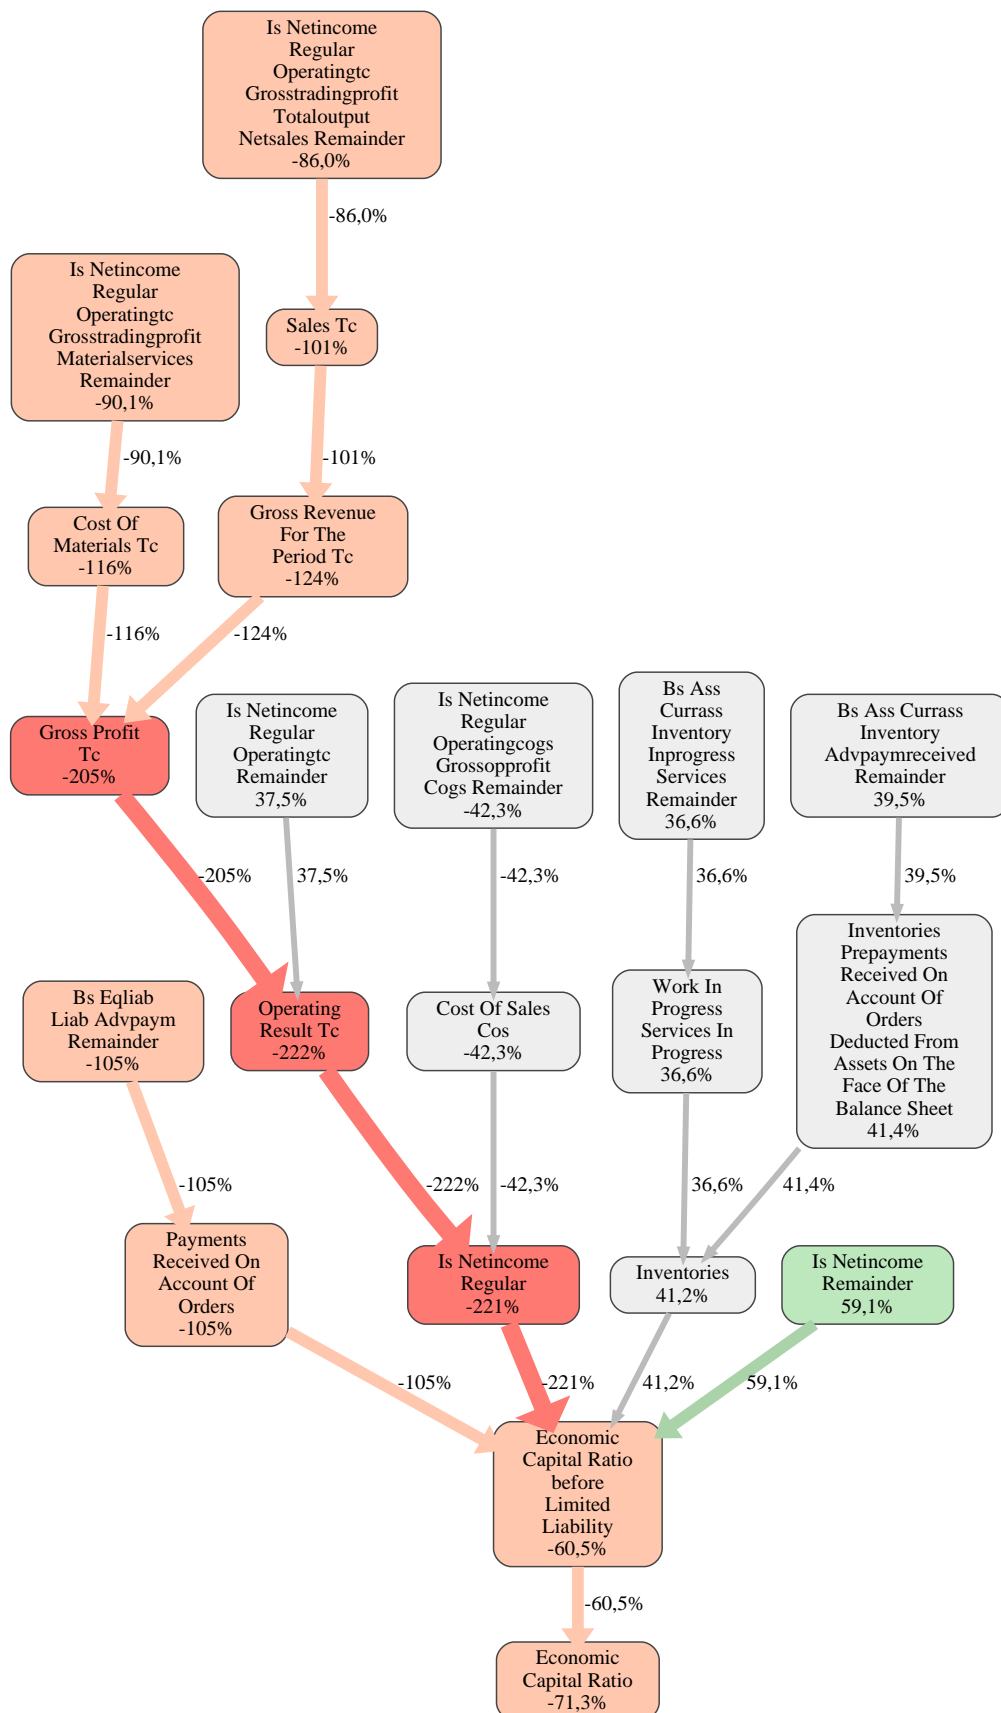 Is Netincome
Regular
Operatingtc
Grosstradingprofit
Totaloutput
Netsales Remainder
-86,0%
-86,0%
Is Netincome
Regular
Operatingtc
Grosstradingprofit
Materialservices
Remainder
-90,1%
Sales Tc
-101%
-90,1%
-101%
Cost Of
Materials Tc
-116%
Gross Revenue
For The
Period Tc
-124%
-116%
-124%
Gross Profit
Tc
-205%
Is Netincome
Regular
Operatingtc
Remainder
37,5%
Is Netincome
Regular
Operatingcogs
Grossopprofit
Cogs Remainder
-42,3%
Bs Ass
Currass
Inventory
Inprogress
Services
Remainder
36,6%
Bs Ass Currass
Inventory
Advpaymreceived
Remainder
39,5%
-205%
37,5%
-42,3%
36,6%
39,5%
Bs Eqliab
Liab Advpaym
Remainder
-105%
Operating
Result Tc
-222%
Cost Of Sales
Cos
-42,3%
Work In
Progress
Services In
Progress
36,6%
Inventories
Prepayments
Received On
Account Of
Orders
Deducted From
Assets On The
Face Of The
Balance Sheet
41,4%
-105%
-222%
-42,3%
36,6%
41,4%
Payments
Received On
Account Of
Orders
-105%
Is Netincome
Regular
-221%
Inventories
41,2%
Is Netincome
Remainder
59,1%
-105%
-221%
41,2%
59,1%
Economic
Capital Ratio
before
Limited
Liability
-60,5%
-60,5%
Economic
Capital Ratio
-71,3%